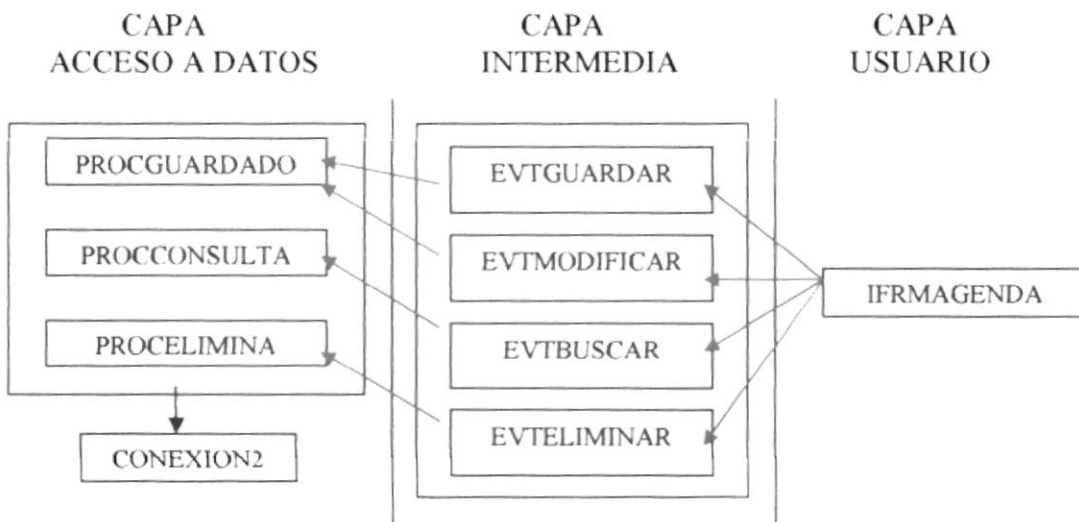 CAPA
ACCESO A DATOS
CAPA
INTERMEDIA
CAPA
USUARIO
PROCGUARDADO
PROCCONSULTA
PROCELIMINA
CONEXION2
EVTGUARDAR
EVTMODIFICAR
EVTBUSCAR
EVTELIMINAR
IFRMAGENDA